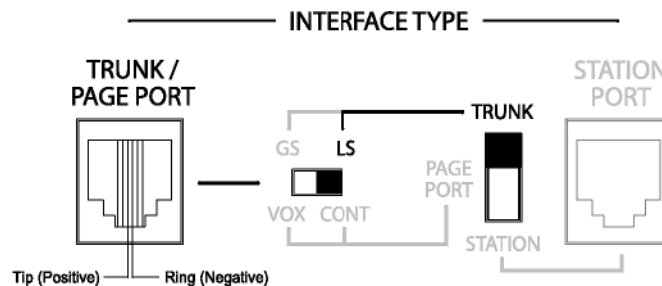 INTERFACE TYPE
TRUNK /
PAGE PORT
STATION
PORT
TRUNK
GS LS
PAGE
PORT
VOX CONT
STATION
Tip (Positive) Ring (Negative)